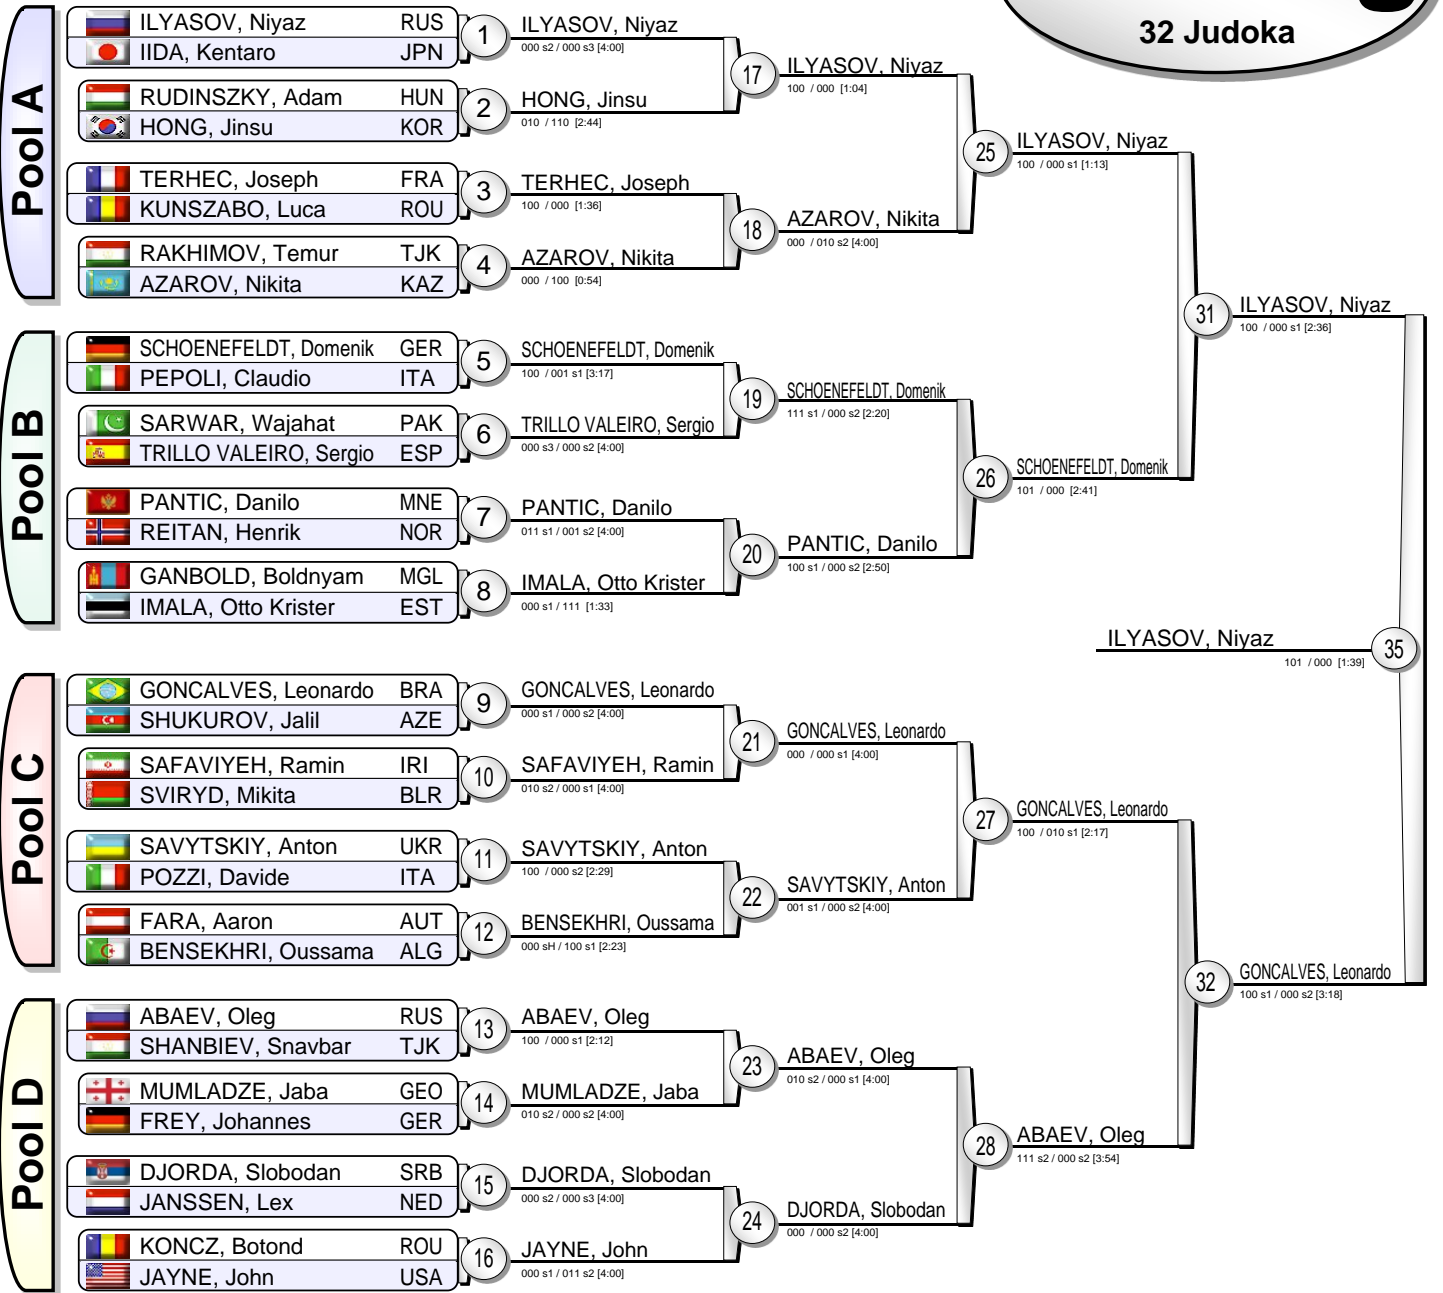 32 Judoka
Pool A
ILYASOV, Niyaz RUS
IIDA, Kentaro JPN
1
ILYASOV, Niyaz
000 s2 / 000 s3 [4:00]
RUDINSZKY, Adam HUN
HONG, Jinsu KOR
2
HONG, Jinsu
010 / 110 [2:44]
17
ILYASOV, Niyaz
100 / 000 [1:04]
TERHEC, Joseph FRA
KUNSZABO, Luca ROU
3
TERHEC, Joseph
100 / 000 [1:36]
RAKHIMOV, Temur TJK
AZAROV, Nikita KAZ
4
AZAROV, Nikita
000 / 100 [0:54]
18
AZAROV, Nikita
000 / 010 s2 [4:00]
25
ILYASOV, Niyaz
100 / 000 s1 [1:13]
Pool B
SCHOENEFELDT, Domenik GER
PEPOLI, Claudio ITA
5
SCHOENEFELDT, Domenik
100 / 001 s1 [3:17]
SARWAR, Wajahat PAK
TRILLO VALEIRO, Sergio ESP
6
TRILLO VALEIRO, Sergio
000 s3 / 000 s2 [4:00]
19
SCHOENEFELDT, Domenik
111 s1 / 000 s2 [2:20]
PANTIC, Danilo MNE
REITAN, Henrik NOR
7
PANTIC, Danilo
011 s1 / 001 s2 [4:00]
GANBOLD, Boldnyam MGL
IMALA, Otto Krister EST
8
IMALA, Otto Krister
000 s1 / 111 [1:33]
20
PANTIC, Danilo
100 s1 / 000 s2 [2:50]
26
SCHOENEFELDT, Domenik
101 / 000 [2:41]
31
ILYASOV, Niyaz
100 / 000 s1 [2:36]
ILYASOV, Niyaz
101 / 000 [1:39]
35
Pool C
GONCALVES, Leonardo BRA
SHUKUROV, Jalil AZE
9
GONCALVES, Leonardo
000 s1 / 000 s2 [4:00]
SAFAVIYEH, Ramin IRI
SVIRYD, Mikita BLR
10
SAFAVIYEH, Ramin
010 s2 / 000 s1 [4:00]
21
GONCALVES, Leonardo
000 / 000 s1 [4:00]
SAVYTSKIY, Anton UKR
POZZI, Davide ITA
11
SAVYTSKIY, Anton
100 / 000 s2 [2:29]
FARA, Aaron AUT
BENSEKHRI, Oussama ALG
12
BENSEKHRI, Oussama
000 sH / 100 s1 [2:23]
22
SAVYTSKIY, Anton
001 s1 / 000 s2 [4:00]
27
GONCALVES, Leonardo
100 / 010 s1 [2:17]
Pool D
ABAEV, Oleg RUS
SHANBIEV, Snavbar TJK
13
ABAEV, Oleg
100 / 000 s1 [2:12]
MUMLADZE, Jaba GEO
FREY, Johannes GER
14
MUMLADZE, Jaba
010 s2 / 000 s2 [4:00]
23
ABAEV, Oleg
010 s2 / 000 s1 [4:00]
DJORDA, Slobodan SRB
JANSSEN, Lex NED
15
DJORDA, Slobodan
000 s2 / 000 s3 [4:00]
KONCZ, Botond ROU
JAYNE, John USA
16
JAYNE, John
000 s1 / 011 s2 [4:00]
24
DJORDA, Slobodan
000 / 000 s2 [4:00]
28
ABAEV, Oleg
111 s2 / 000 s2 [3:54]
32
GONCALVES, Leonardo
100 s1 / 000 s2 [3:18]